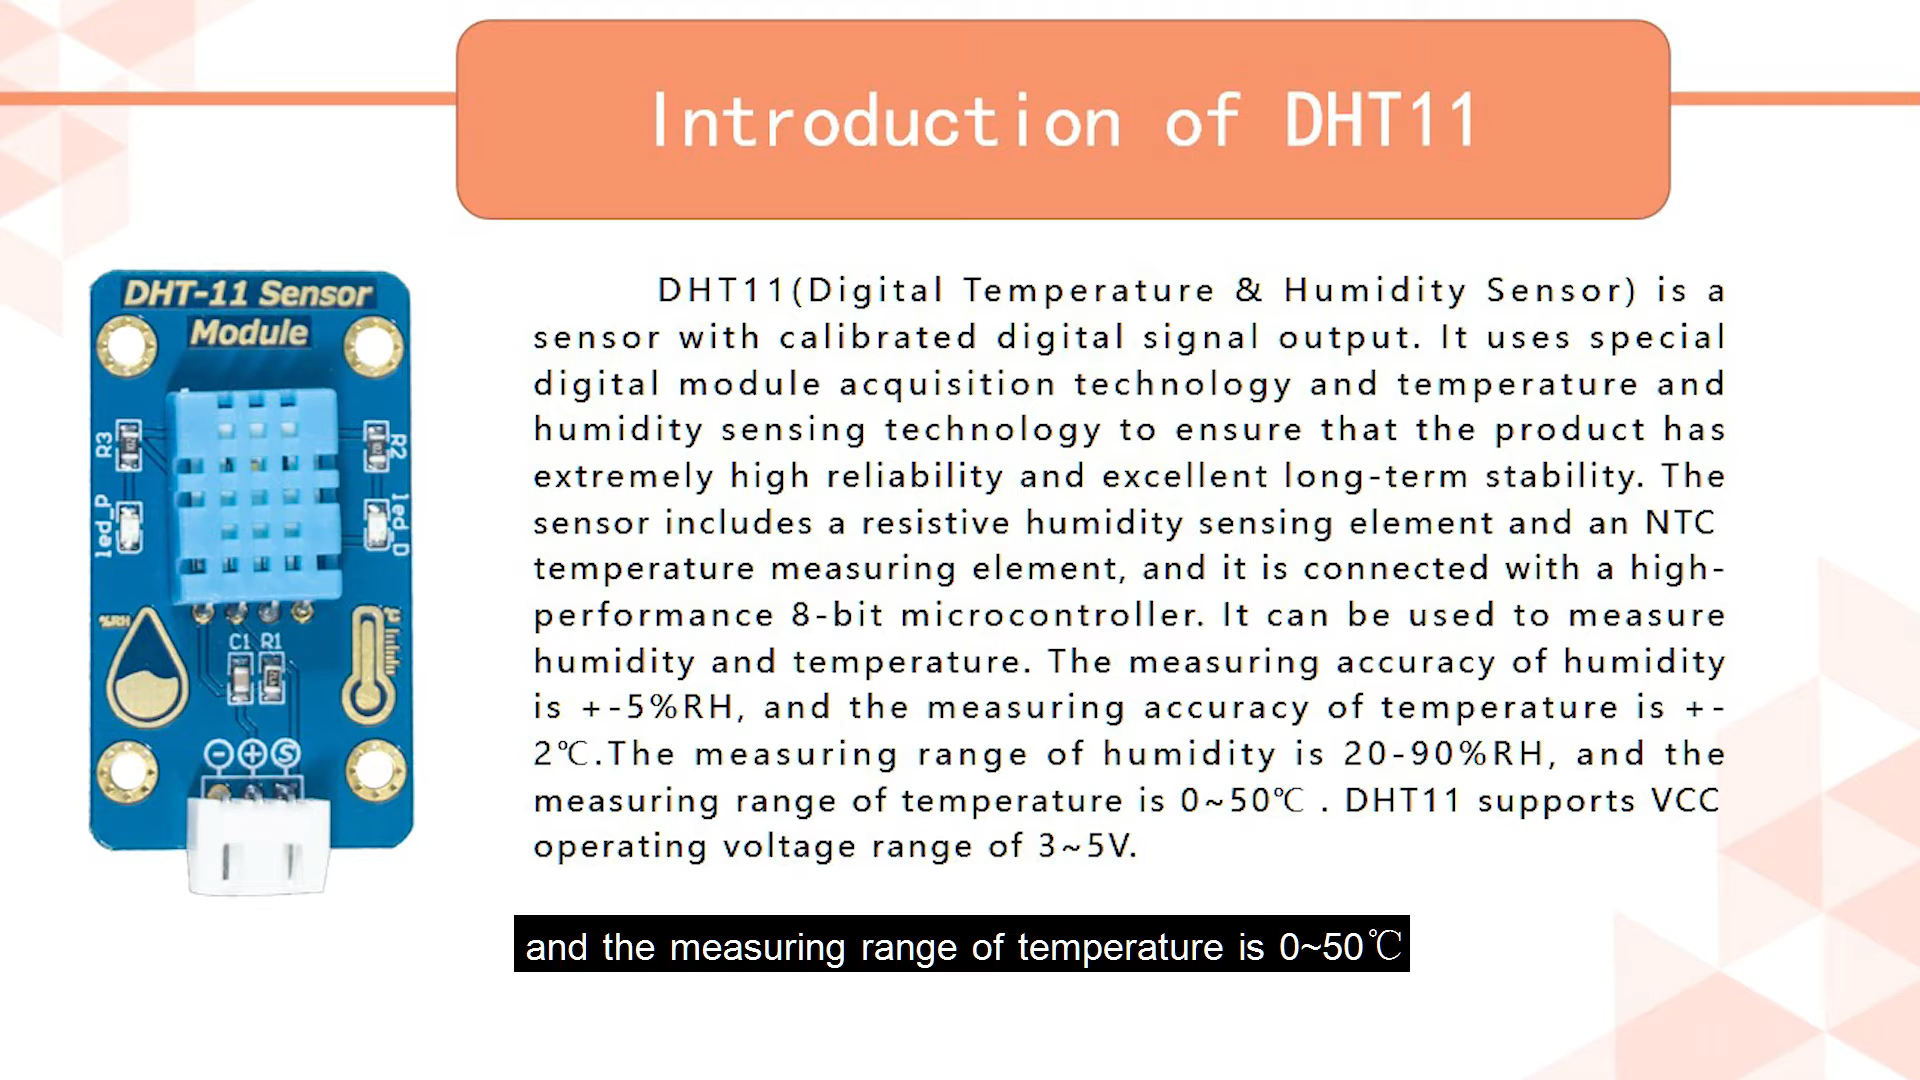 Introduction of DHT11
DHT-11 Sensor
Module
R3
R2
led_P
led_D
%RH
C1 R1
- + S
DHT11(Digital Temperature & Humidity Sensor) is a
sensor with calibrated digital signal output. It uses special
digital module acquisition technology and temperature and
humidity sensing technology to ensure that the product has
extremely high reliability and excellent long-term stability. The
sensor includes a resistive humidity sensing element and an NTC
temperature measuring element, and it is connected with a high-
performance 8-bit microcontroller. It can be used to measure
humidity and temperature. The measuring accuracy of humidity
is +-5%RH, and the measuring accuracy of temperature is +-
2℃.The measuring range of humidity is 20-90%RH, and the
measuring range of temperature is 0~50℃ . DHT11 supports VCC
operating voltage range of 3~5V.
and the measuring range of temperature is 0~50℃